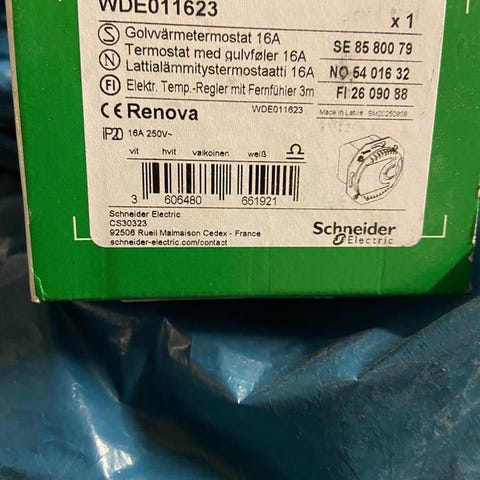 WDE011623
x 1
S Golvvärmetermostat 16A SE 85 800 79
N Termostat med gulvføler 16A
Lattialämmitystermostaatti 16A NO 54 016 32
FI Elektr. Temp.-Regler mit Fernfühler 3m FI 26 090 88
CE Renova WDE011623 Made in Latvia SM20250808
IP20 16A 250V~
vit hvit valkoinen weiß
3 606480 661921
Schneider Electric
CS30323
92506 Rueil Malmaison Cedex - France
schneider-electric.com/contact
Schneider
Electric